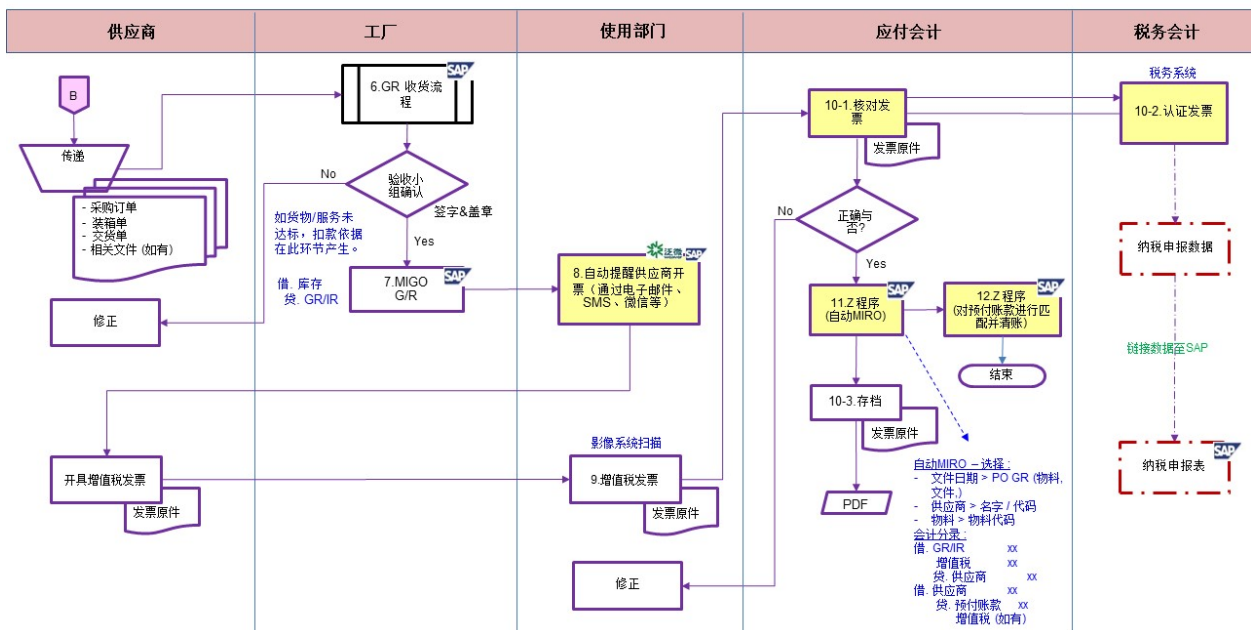 供应商
工厂
使用部门
应付会计
税务会计
B
传递
- 采购订单
- 装箱单
- 交货单
- 相关文件 (如有)
修正
开具增值税发票
发票原件
SAP
6.GR 收货流
程
No
验收小
组确认
签字&盖章
Yes
如货物/服务未
达标，扣款依据
在此环节产生。
借. 库存
贷. GR/IR
SAP
7.MIGO
G/R
泛微
SAP
8.自动提醒供应商开
票（通过电子邮件、
SMS、微信等）
影像系统扫描
9.增值税发票
发票原件
修正
10-1.核对发
票
发票原件
No
正确与
否?
Yes
SAP
11.Z程序
(自动MIRO)
SAP
12.Z程序
(对预付账款进行匹
配并清账)
结束
10-3.存档
发票原件
PDF
自动MIRO – 选择 :
- 文件日期 > PO GR (物料,
文件,)
- 供应商 > 名字 / 代码
- 物料 > 物料代码
会计分录 :
借. GR/IR xx
增值税 xx
贷. 供应商 xx
借. 供应商 xx
贷. 预付账款 xx
增值税 (如有)
税务系统
10-2.认证发票
纳税申报数据
链接数据至SAP
SAP
纳税申报表